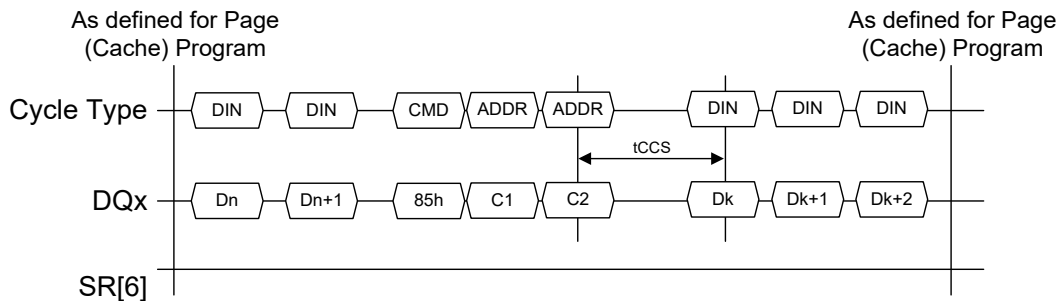 As defined for Page
(Cache) Program
As defined for Page
(Cache) Program
Cycle Type DIN DIN CMD ADDR ADDR DIN DIN DIN
tCCS
DQx Dn Dn+1 85h C1 C2 Dk Dk+1 Dk+2
SR[6]